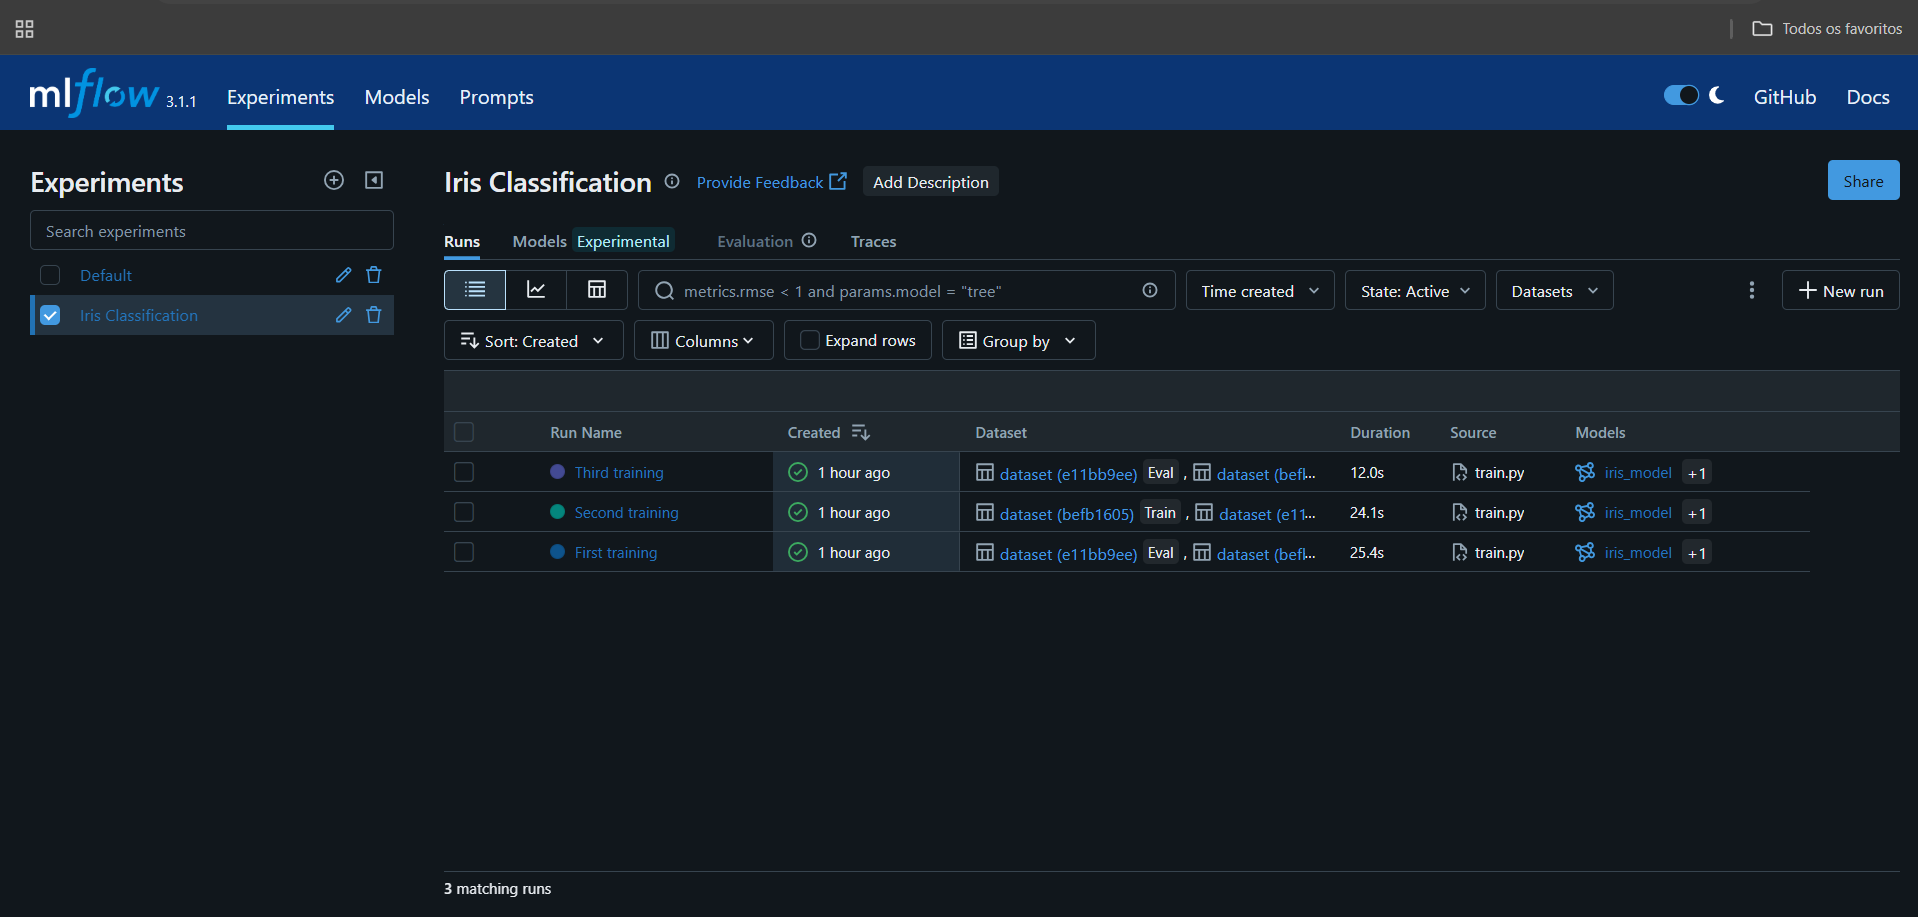 Todos os favoritos
mlflow 3.1.1 Experiments Models Prompts GitHub Docs
Experiments
Search experiments
Default
Iris Classification
Iris Classification Provide Feedback Add Description Share
Runs Models Experimental Evaluation Traces
metrics.rmse < 1 and params.model = "tree" Time created State: Active Datasets New run
Sort: Created Columns Expand rows Group by
Run Name Created Dataset Duration Source Models
Third training 1 hour ago dataset (e11bb9ee) Eval , dataset (befl... 12.0s train.py iris_model +1
Second training 1 hour ago dataset (befb1605) Train , dataset (e11... 24.1s train.py iris_model +1
First training 1 hour ago dataset (e11bb9ee) Eval , dataset (befl... 25.4s train.py iris_model +1
3 matching runs